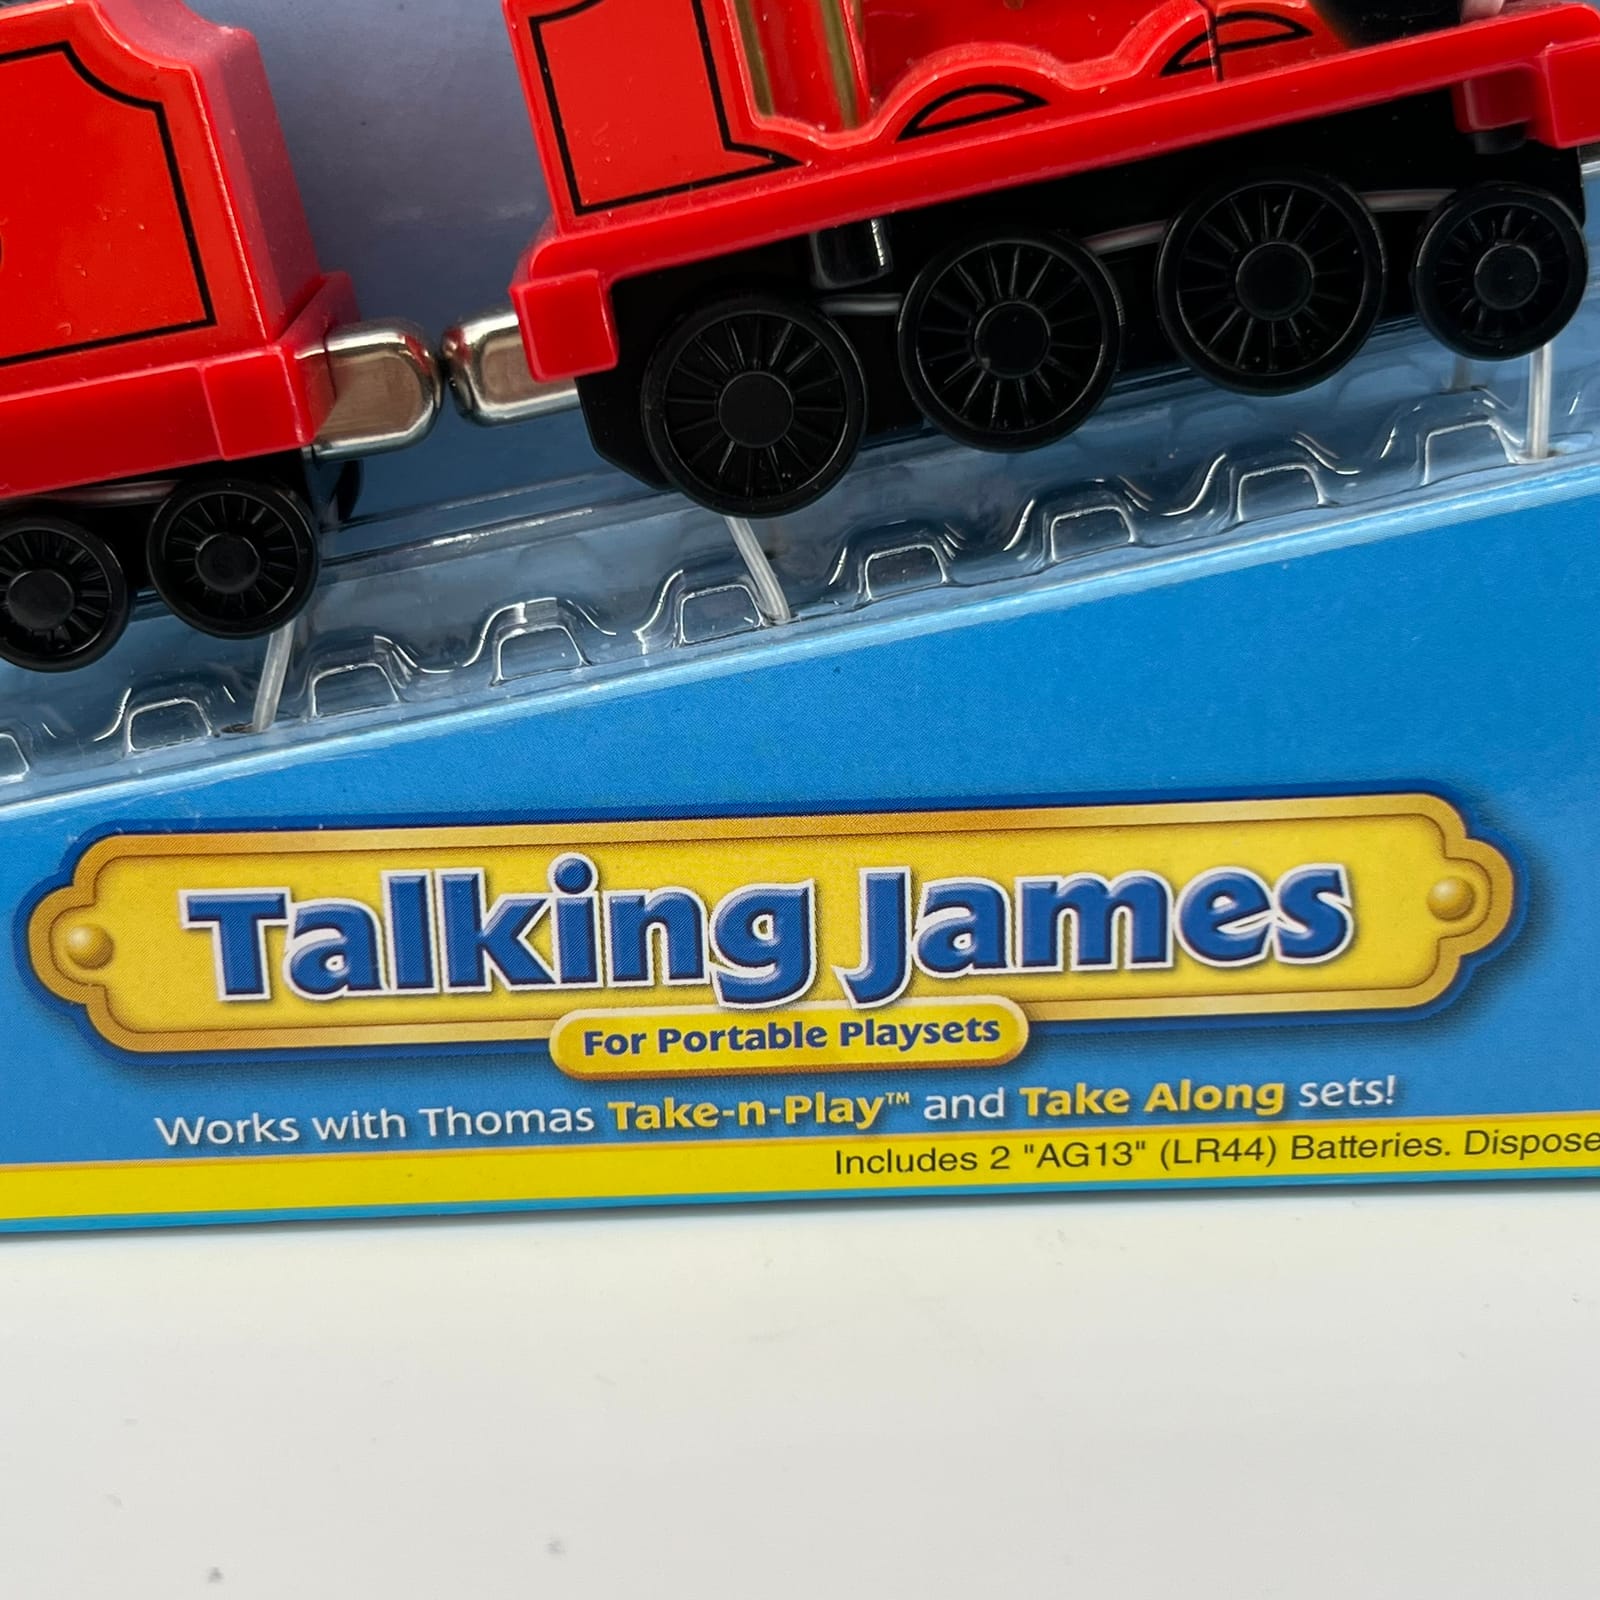 Talking James
For Portable Playsets
Works with Thomas Take-n-Play™ and Take Along sets!
Includes 2 "AG13" (LR44) Batteries. Dispose